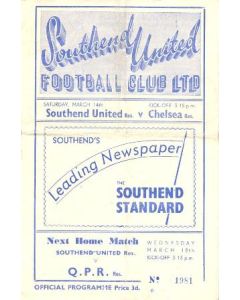 Southend United
FOOTBALL CLUB LTD
SATURDAY, MARCH 14th KICK-OFF 3.15 p.m.
Southend United Res. v Chelsea Res.
SOUTHEND'S
Leading Newspaper
THE
SOUTHEND
STANDARD
Next Home Match
SOUTHEND UNITED Res.
v
Q.P.R. Res.
WEDNESDAY
MARCH 18th
KICK-OFF 3.15 p.m.
OFFICIAL PROGRAMME Price 3d.
No 1981